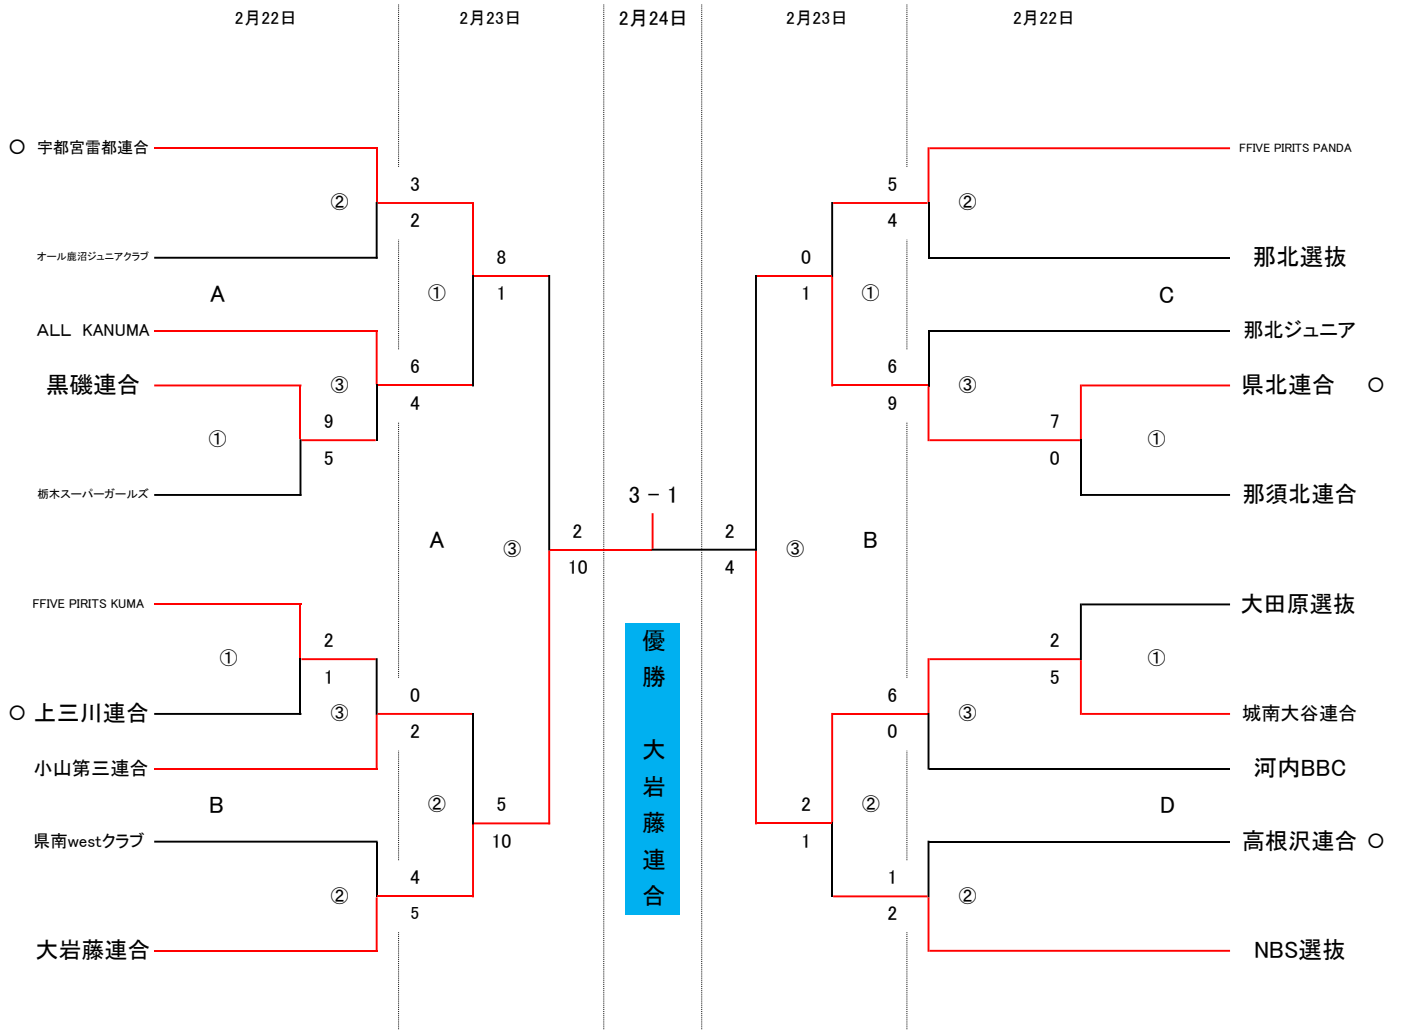 2月22日 2月23日 2月24日 2月23日 2月22日
○ 宇都宮雷都連合
FFIVE PIRITS PANDA
3 5
② ②
2 4
オール鹿沼ジュニアクラブ 8 0 那北選抜
A ① 1 1 ① C
ALL KANUMA 那北ジュニア
6 6
黒磯連合 ③ ③ 県北連合 ○
4 9
9 7
① ①
5 0
栃木スーパーガールズ 3 － 1 那須北連合
2 2
A ③ ③ B
10 4
FFIVE PIRITS KUMA 大田原選抜
2 2
① ①
1 5
0 6
○ 上三川連合 ③ ③ 城南大谷連合
2 0
小山第三連合 河内BBC
B ② 5 2 ② D
県南westクラブ 10 1 高根沢連合 ○
4 1
② ②
5 2
大岩藤連合 NBS選抜
優勝 大岩藤連合